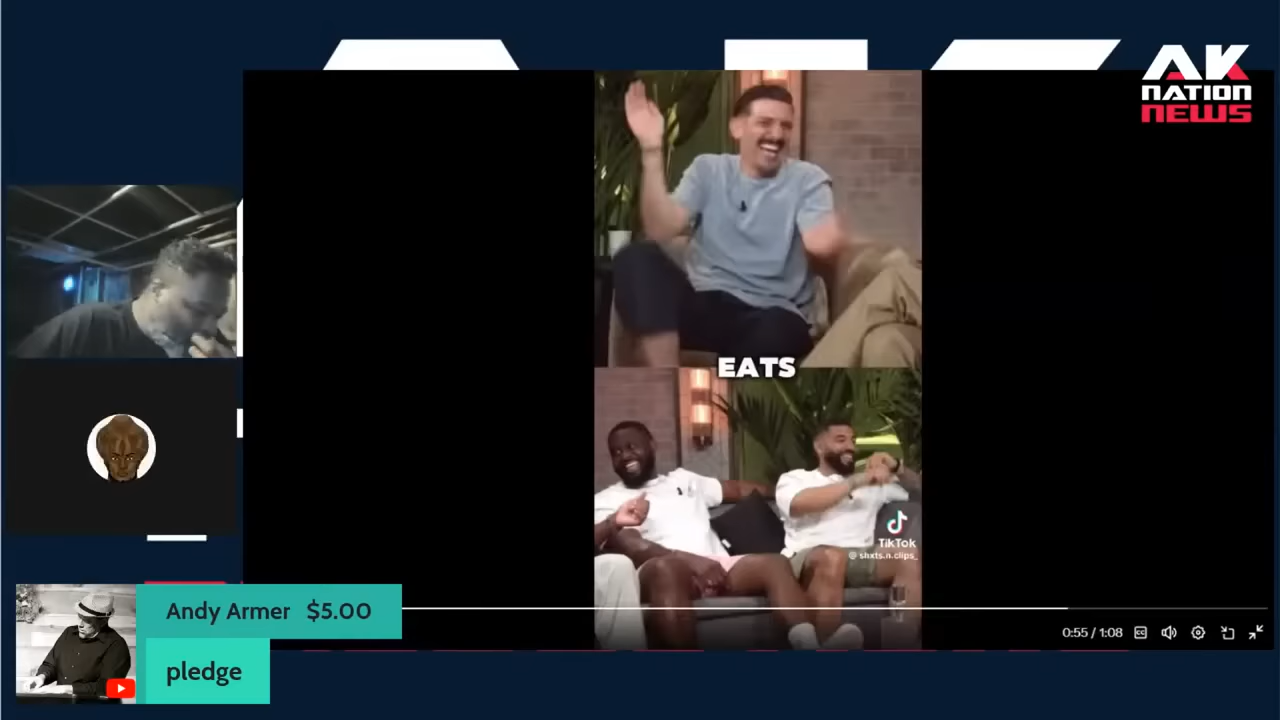 AK
NATION
NEWS
EATS
TikTok
@ shxts.n.clips_
Andy Armer $5.00
pledge
0:55 / 1:08